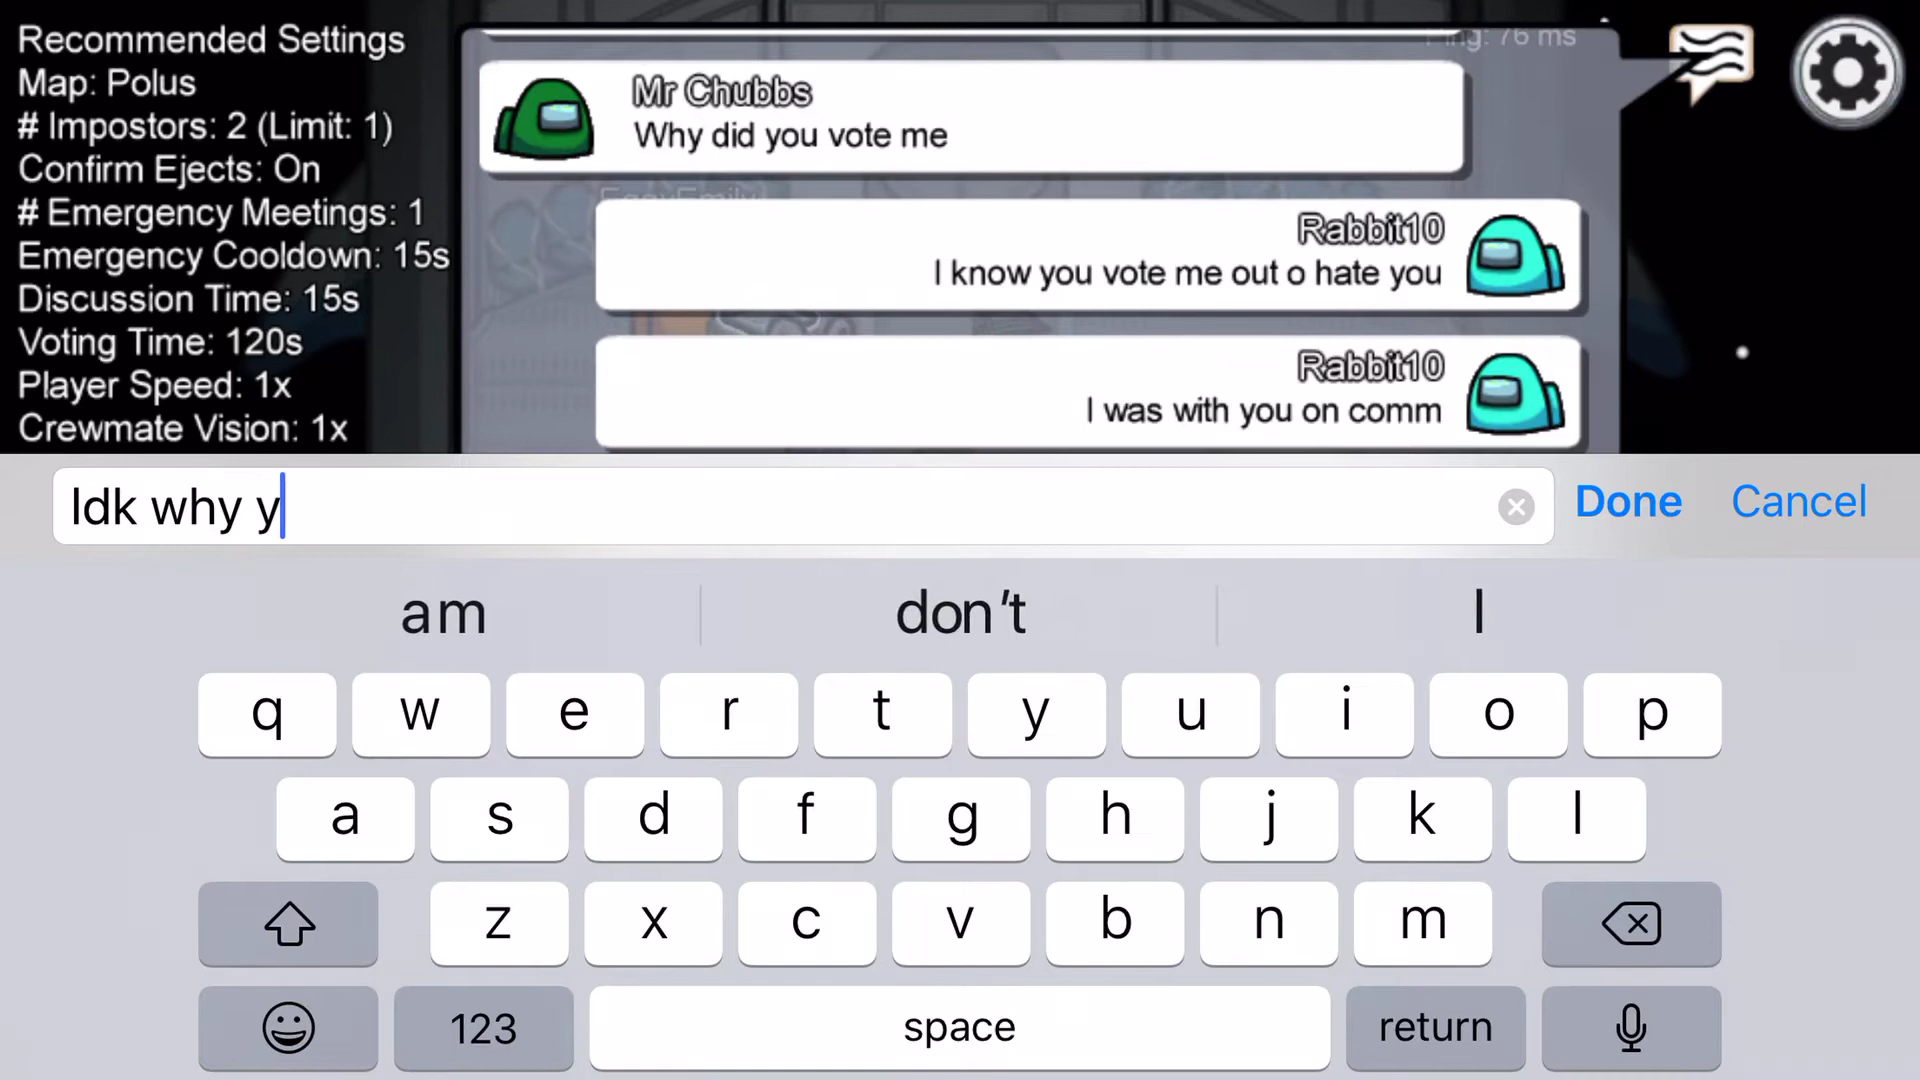 Recommended Settings
Map: Polus
# Impostors: 2 (Limit: 1)
Confirm Ejects: On
# Emergency Meetings: 1
Emergency Cooldown: 15s
Discussion Time: 15s
Voting Time: 120s
Player Speed: 1x
Crewmate Vision: 1x
Ping: 76 ms
Mr Chubbs
Why did you vote me
Rabbit10
I know you vote me out o hate you
Rabbit10
I was with you on comm
Idk why y
Done
Cancel
am
don't
I
q w e r t y u i o p
a s d f g h j k l
z x c v b n m
123
space
return